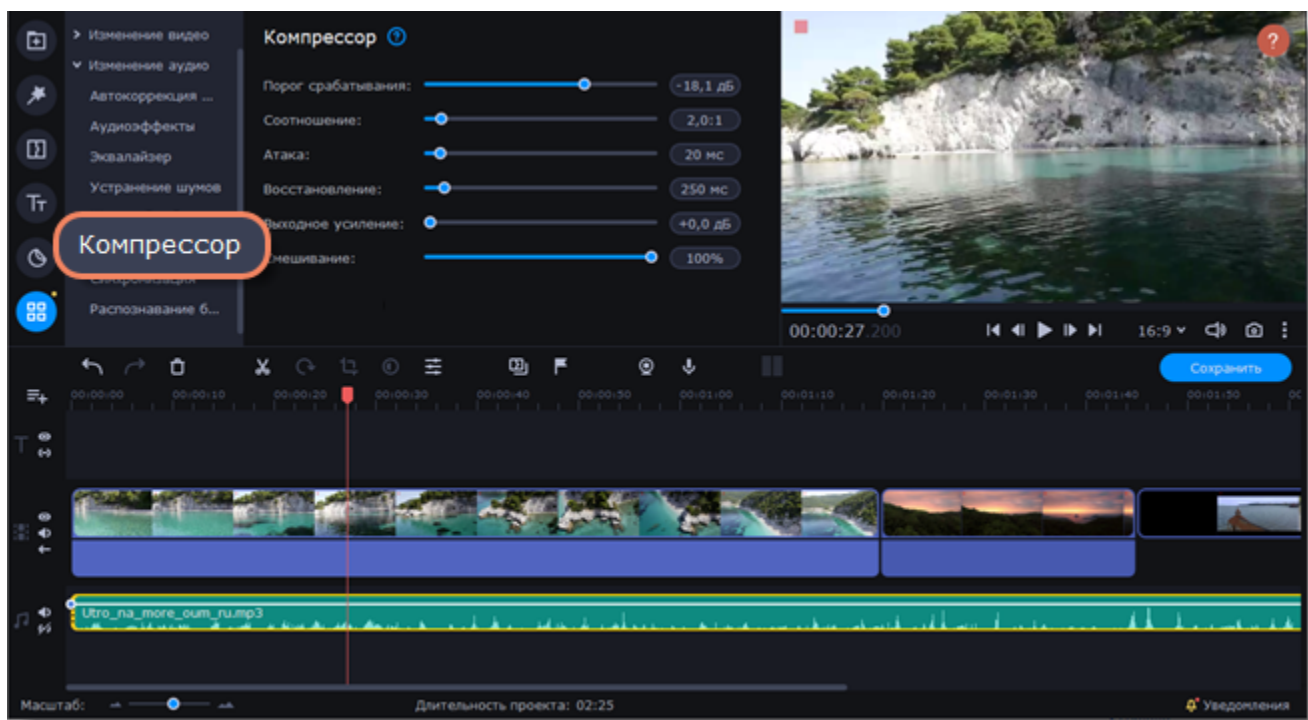 Изменение видео
Изменение аудио
Автокоррекция ...
Аудиоэффекты
Эквалайзер
Устранение шумов
Компрессор
Синхронизация
Распознавание б...
Компрессор ?
Порог срабатывания: -18,1 дБ
Соотношение: 2,0:1
Атака: 20 мс
Восстановление: 250 мс
Выходное усиление: +0,0 дБ
Смешивание: 100%
?
00:00:27.200
16:9
Сохранить
00:00:00 00:00:10 00:00:20 00:00:30 00:00:40 00:00:50 00:01:00 00:01:10 00:01:20 00:01:30 00:01:40 00:01:50
Utro_na_more_oum_ru.mp3
Масштаб:
Длительность проекта: 02:25
Уведомления